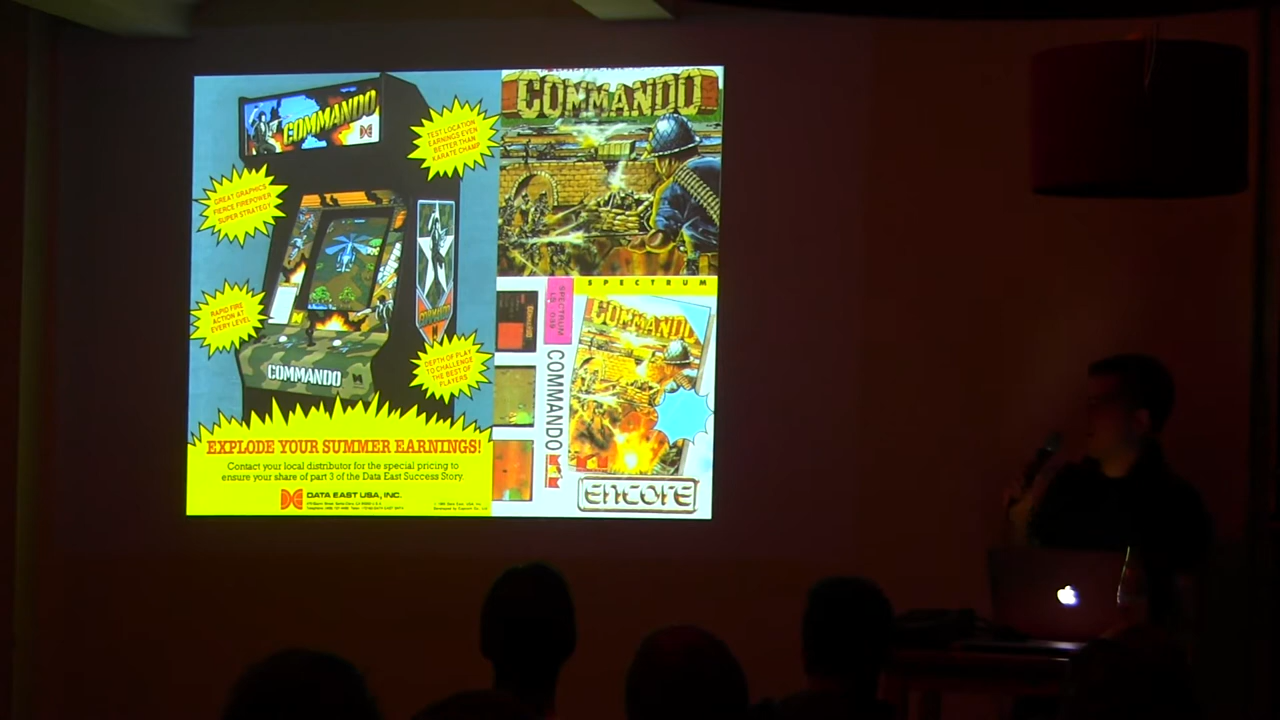 COMMANDO
TEST LOCATION
EARNINGS EVEN
BETTER THAN
KARATE CHAMP
GREAT GRAPHICS
FIERCE FIREPOWER
SUPER STRATEGY
RAPID FIRE
ACTION AT
EVERY LEVEL
COMMANDO
DEPTH OF PLAY
TO CHALLENGE
THE BEST OF
PLAYERS
COMMANDO
EXPLODE YOUR SUMMER EARNINGS!
Contact your local distributor for the special pricing to
ensure your share of part 3 of the Data East Success Story.
DATA EAST USA, INC.
COMMANDO
SPECTRUM
SPECTRUM
COMMANDO
COMMANDO
encore